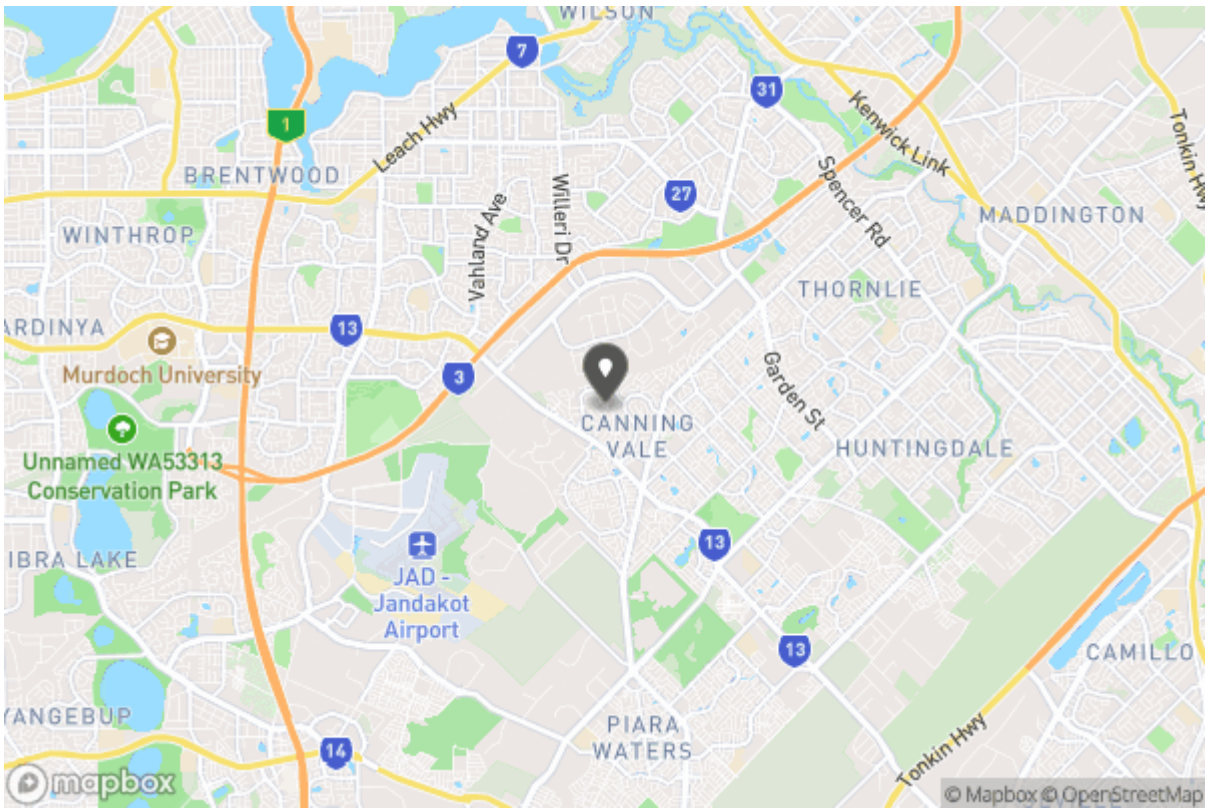 WILSON
7
31
1
Leach Hwy
Kenwick Link
Tonkin Hwy
BRENTWOOD
27
Spencer Rd
Willeri Dr
Vahland Ave
MADDINGTON
WINTHROP
THORNLIE
ARDINYA
13
Murdoch University
3
Garden St
CANNING
VALE
HUNTINGDALE
Unnamed WA53313
Conservation Park
13
IBRA LAKE
JAD -
Jandakot
Airport
13
CAMILLO
YANGEBUP
PIARA
WATERS
14
Tonkin Hwy
mapbox
© Mapbox © OpenStreetMap